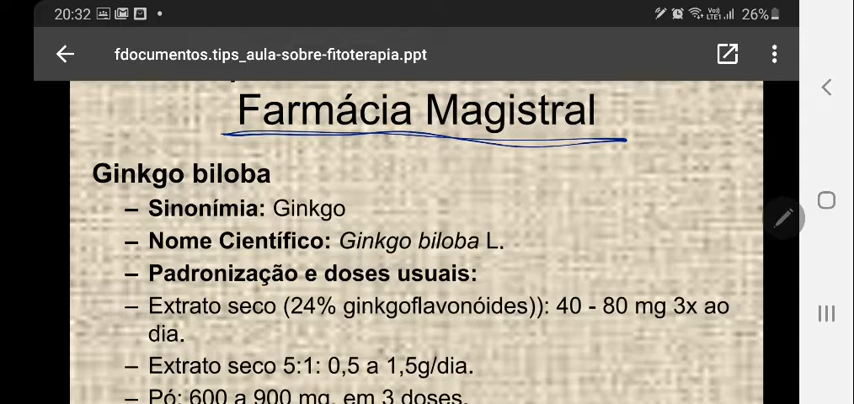 20:32
VoD
LTE1
26%
fdocumentos.tips_aula-sobre-fitoterapia.ppt
Farmácia Magistral
Ginkgo biloba
– Sinonímia: Ginkgo
– Nome Científico: Ginkgo biloba L.
– Padronização e doses usuais:
– Extrato seco (24% ginkgoflavonóides)): 40 - 80 mg 3x ao
dia.
– Extrato seco 5:1: 0,5 a 1,5g/dia.
– Pó: 600 a 900 mg, em 3 doses.